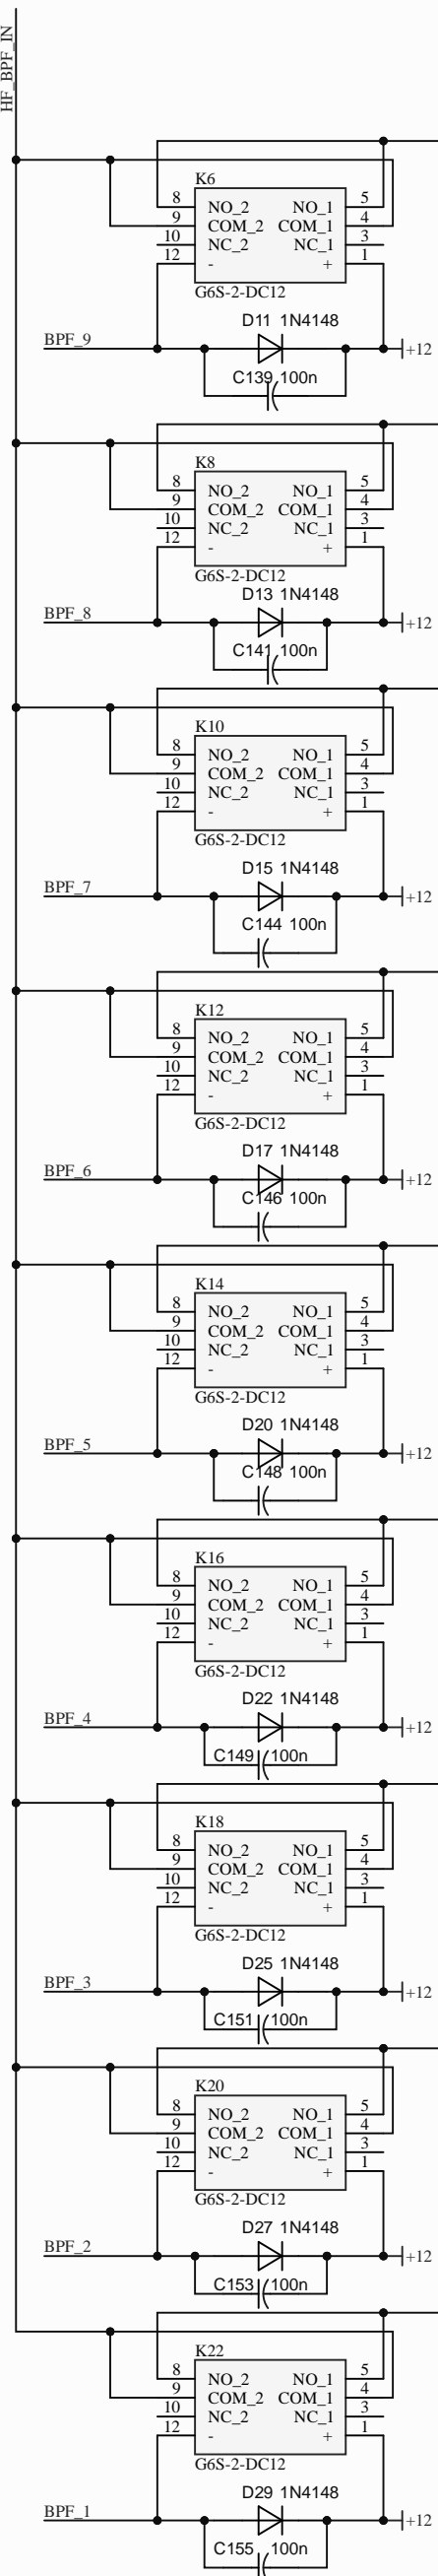 HF_BPF_IN
K6
8 NO_2 NO_1 5
9 COM_2 COM_1 4
10 NC_2 NC_1 3
12 - + 1
G6S-2-DC12
D11 1N4148
BPF_9 +12
C139 100n
K8
8 NO_2 NO_1 5
9 COM_2 COM_1 4
10 NC_2 NC_1 3
12 - + 1
G6S-2-DC12
D13 1N4148
BPF_8 +12
C141 100n
K10
8 NO_2 NO_1 5
9 COM_2 COM_1 4
10 NC_2 NC_1 3
12 - + 1
G6S-2-DC12
D15 1N4148
BPF_7 +12
C144 100n
K12
8 NO_2 NO_1 5
9 COM_2 COM_1 4
10 NC_2 NC_1 3
12 - + 1
G6S-2-DC12
D17 1N4148
BPF_6 +12
C146 100n
K14
8 NO_2 NO_1 5
9 COM_2 COM_1 4
10 NC_2 NC_1 3
12 - + 1
G6S-2-DC12
D20 1N4148
BPF_5 +12
C148 100n
K16
8 NO_2 NO_1 5
9 COM_2 COM_1 4
10 NC_2 NC_1 3
12 - + 1
G6S-2-DC12
D22 1N4148
BPF_4 +12
C149 100n
K18
8 NO_2 NO_1 5
9 COM_2 COM_1 4
10 NC_2 NC_1 3
12 - + 1
G6S-2-DC12
D25 1N4148
BPF_3 +12
C151 100n
K20
8 NO_2 NO_1 5
9 COM_2 COM_1 4
10 NC_2 NC_1 3
12 - + 1
G6S-2-DC12
D27 1N4148
BPF_2 +12
C153 100n
K22
8 NO_2 NO_1 5
9 COM_2 COM_1 4
10 NC_2 NC_1 3
12 - + 1
G6S-2-DC12
D29 1N4148
BPF_1 +12
C155 100n